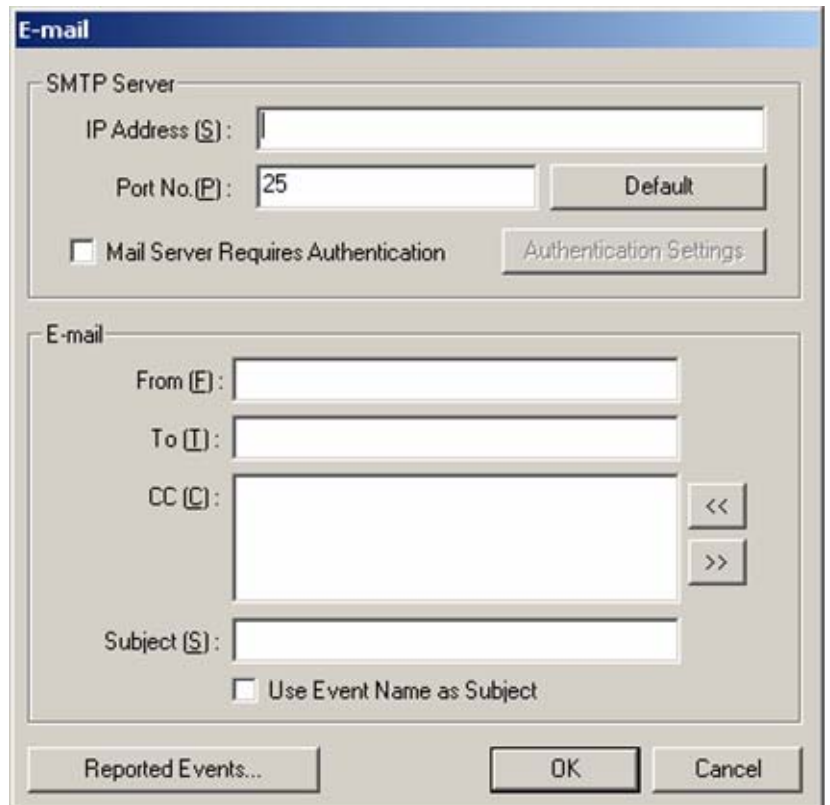 E-mail
SMTP Server
IP Address (S) :
Port No.(P) : 25 Default
Mail Server Requires Authentication Authentication Settings
E-mail
From (F) :
To (T) :
CC (C) : <<
>>
Subject (S) :
Use Event Name as Subject
Reported Events... OK Cancel